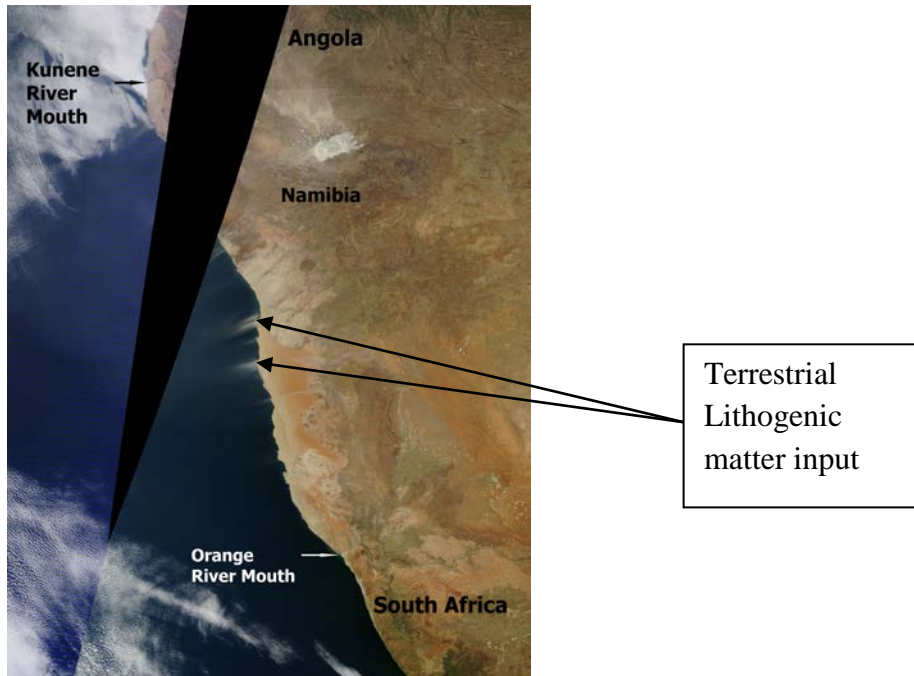 Angola
Kunene
River
Mouth
Namibia
Terrestrial
Lithogenic
matter input
Orange
River Mouth
South Africa